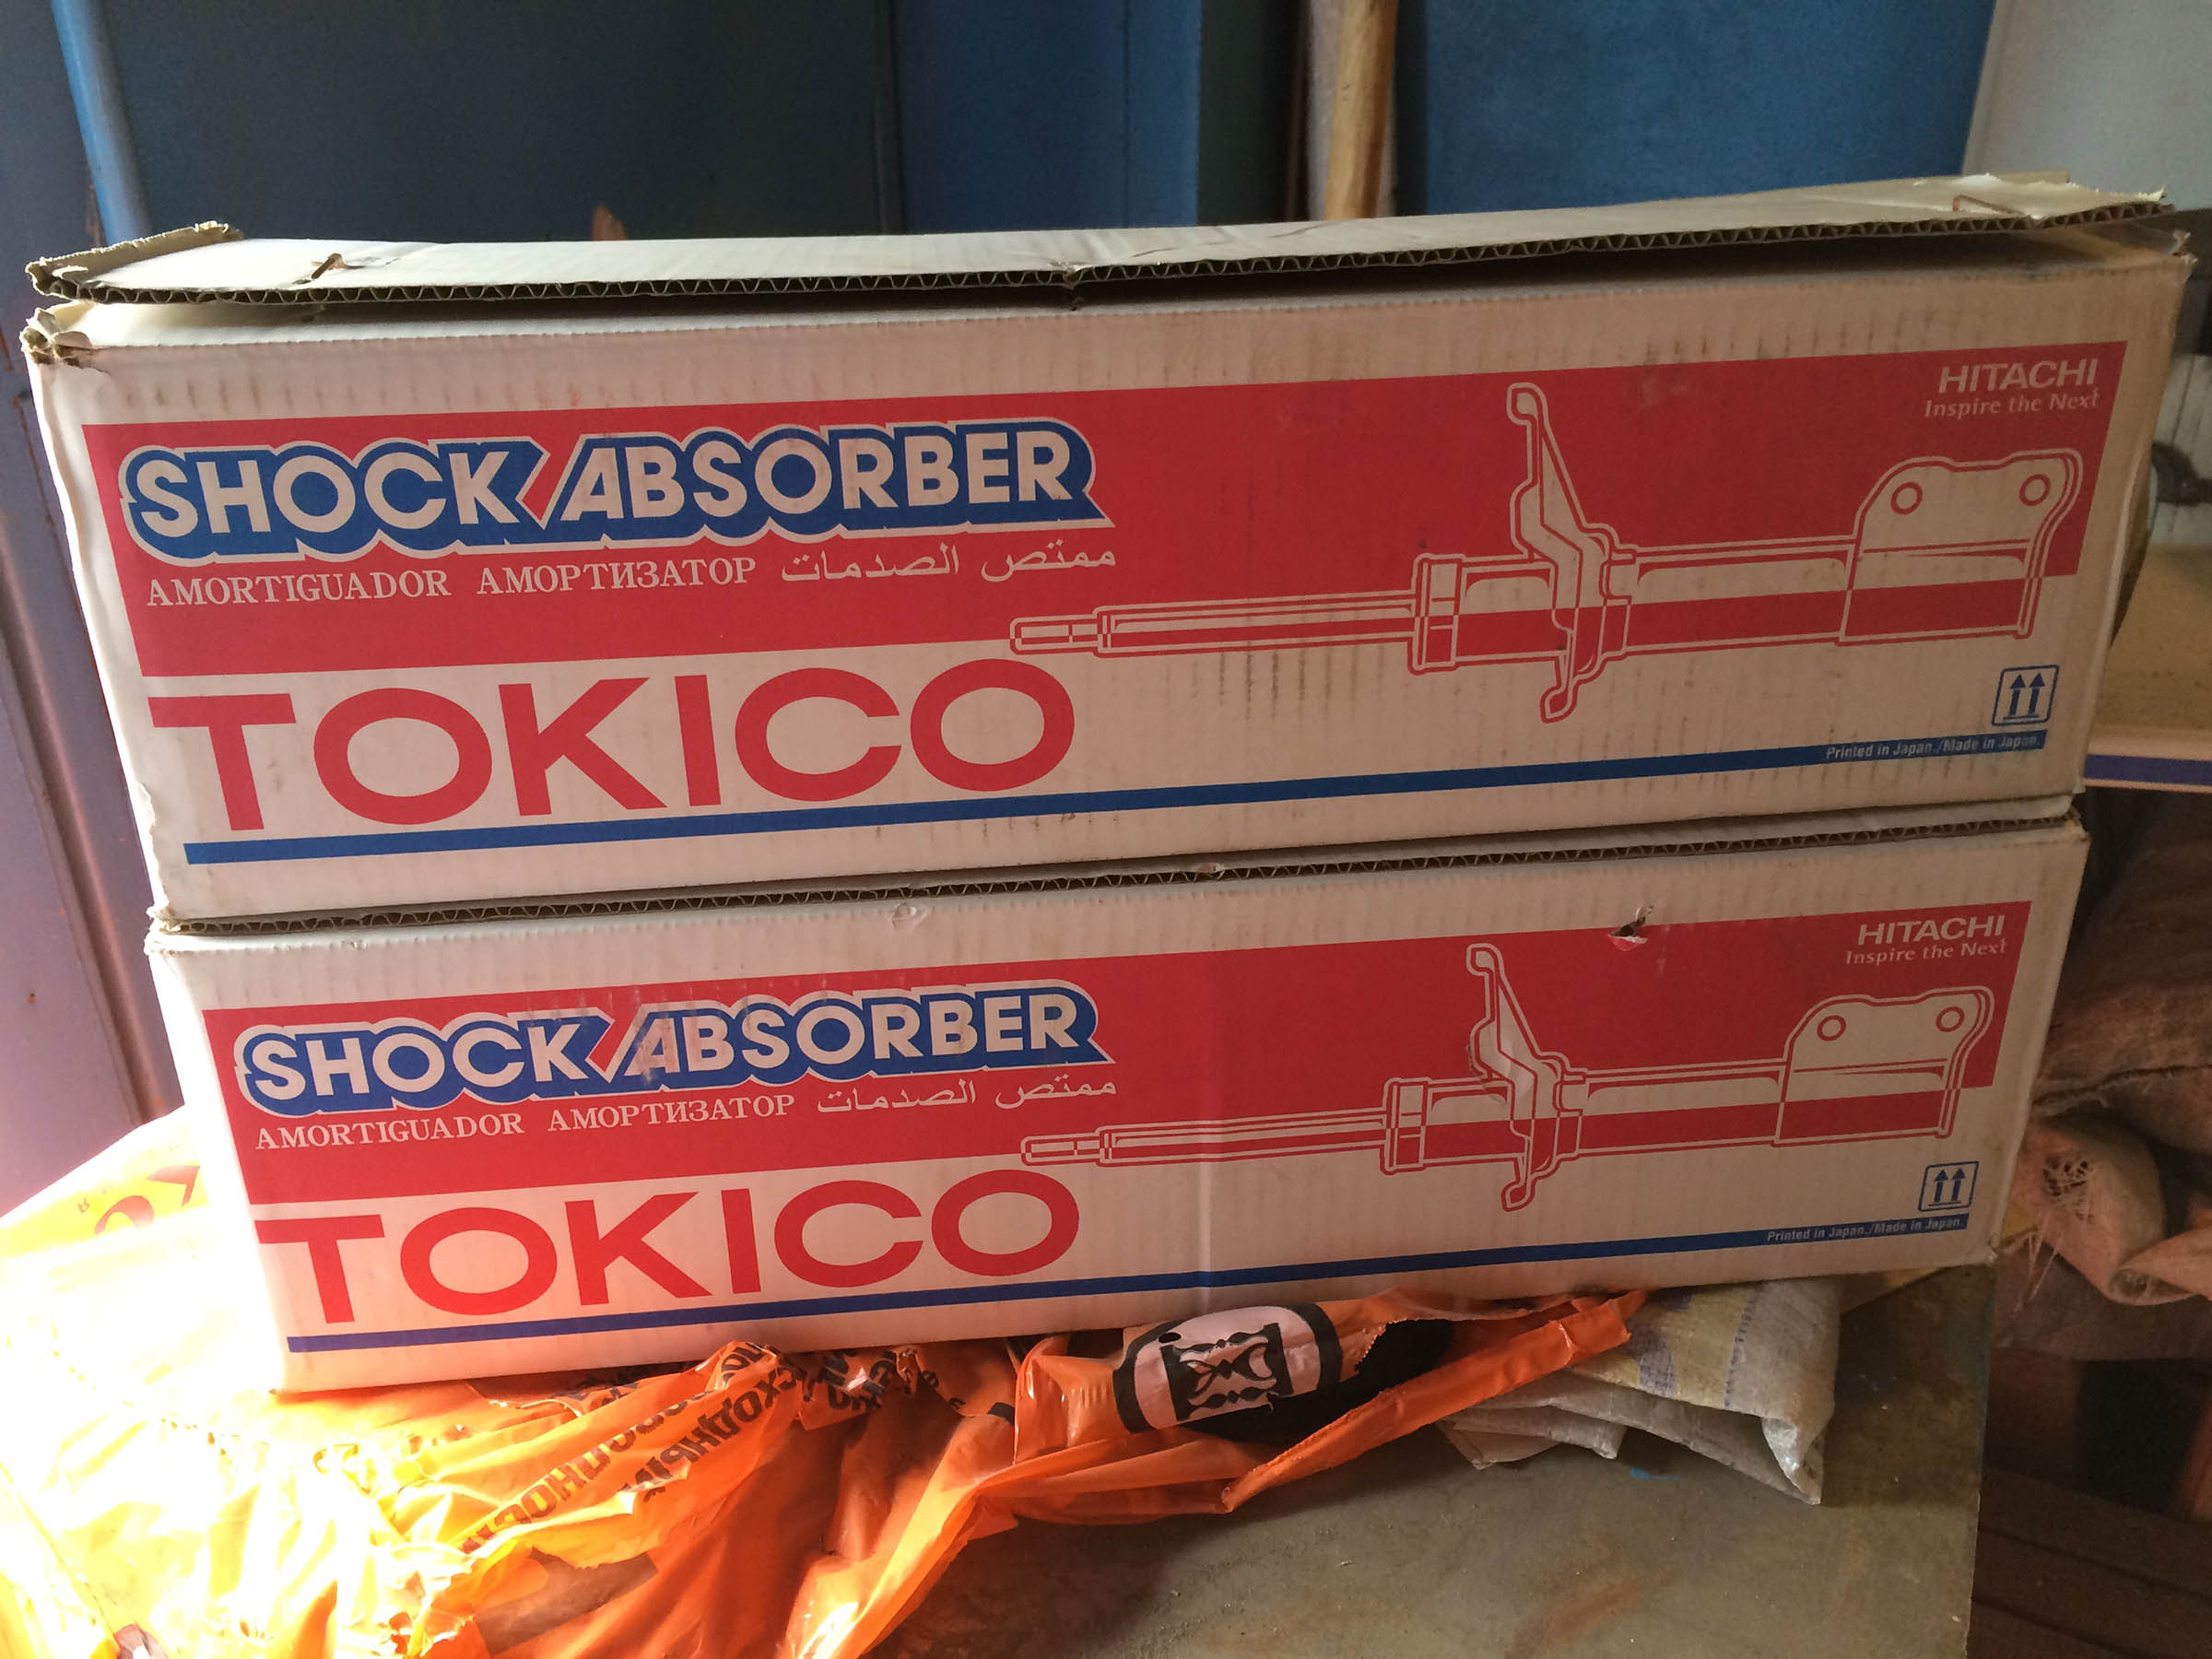 HITACHI
Inspire the Next
SHOCK ABSORBER
AMORTIGUADOR АМОРТИЗАТОР ممتص الصدمات
TOKICO
Printed in Japan./Made in Japan.
HITACHI
Inspire the Next
SHOCK ABSORBER
AMORTIGUADOR АМОРТИЗАТОР ممتص الصدمات
TOKICO
Printed in Japan./Made in Japan.